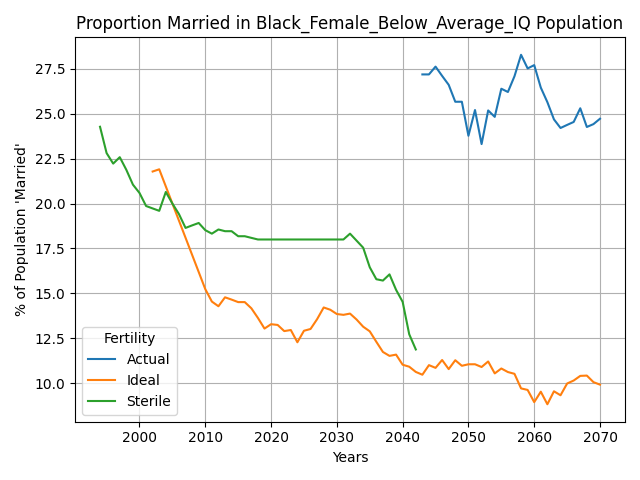 Proportion Married in Black_Female_Below_Average_IQ Population
% of Population 'Married'
27.5
25.0
22.5
20.0
17.5
15.0
12.5
10.0
Fertility
Actual
Ideal
Sterile
2000 2010 2020 2030 2040 2050 2060 2070
Years